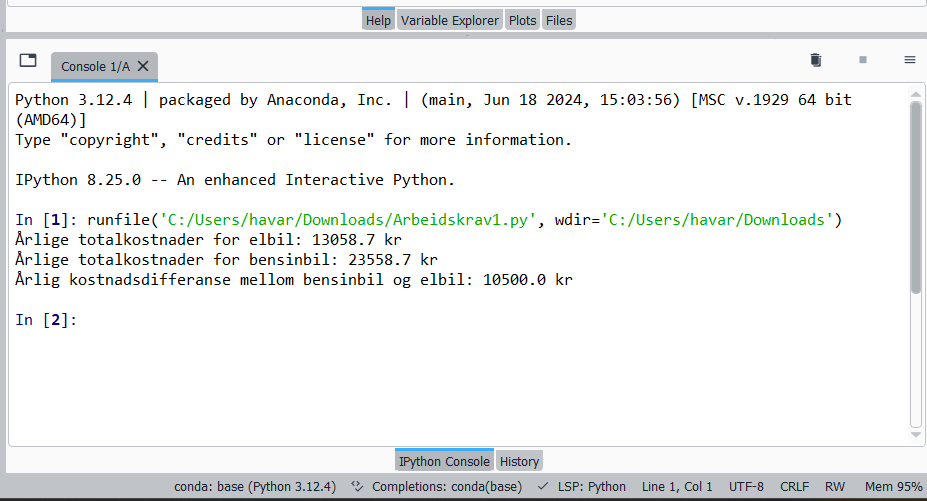 Help Variable Explorer Plots Files
Console 1/A
Python 3.12.4 | packaged by Anaconda, Inc. | (main, Jun 18 2024, 15:03:56) [MSC v.1929 64 bit
(AMD64)]
Type "copyright", "credits" or "license" for more information.
IPython 8.25.0 -- An enhanced Interactive Python.
In [1]: runfile('C:/Users/havar/Downloads/Arbeidskrav1.py', wdir='C:/Users/havar/Downloads')
Årlige totalkostnader for elbil: 13058.7 kr
Årlige totalkostnader for bensinbil: 23558.7 kr
Årlig kostnadsdifferanse mellom bensinbil og elbil: 10500.0 kr
In [2]:
IPython Console History
conda: base (Python 3.12.4) Completions: conda(base) LSP: Python Line 1, Col 1 UTF-8 CRLF RW Mem 95%